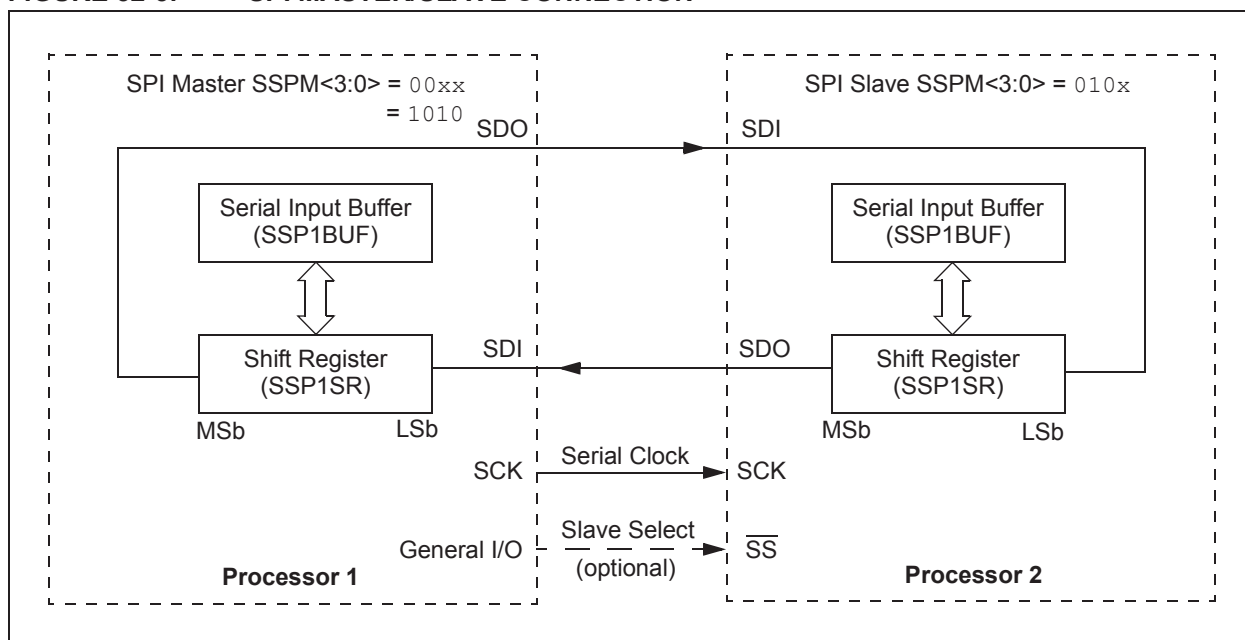 SPI Master SSPM<3:0> = 00xx
= 1010
SPI Slave SSPM<3:0> = 010x
SDO
SDI
Serial Input Buffer
(SSP1BUF)
Serial Input Buffer
(SSP1BUF)
Shift Register
(SSP1SR)
MSb
LSb
SDI
SDO
Shift Register
(SSP1SR)
MSb
LSb
SCK
Serial Clock
SCK
General I/O
Slave Select
(optional)
SS
Processor 1
Processor 2